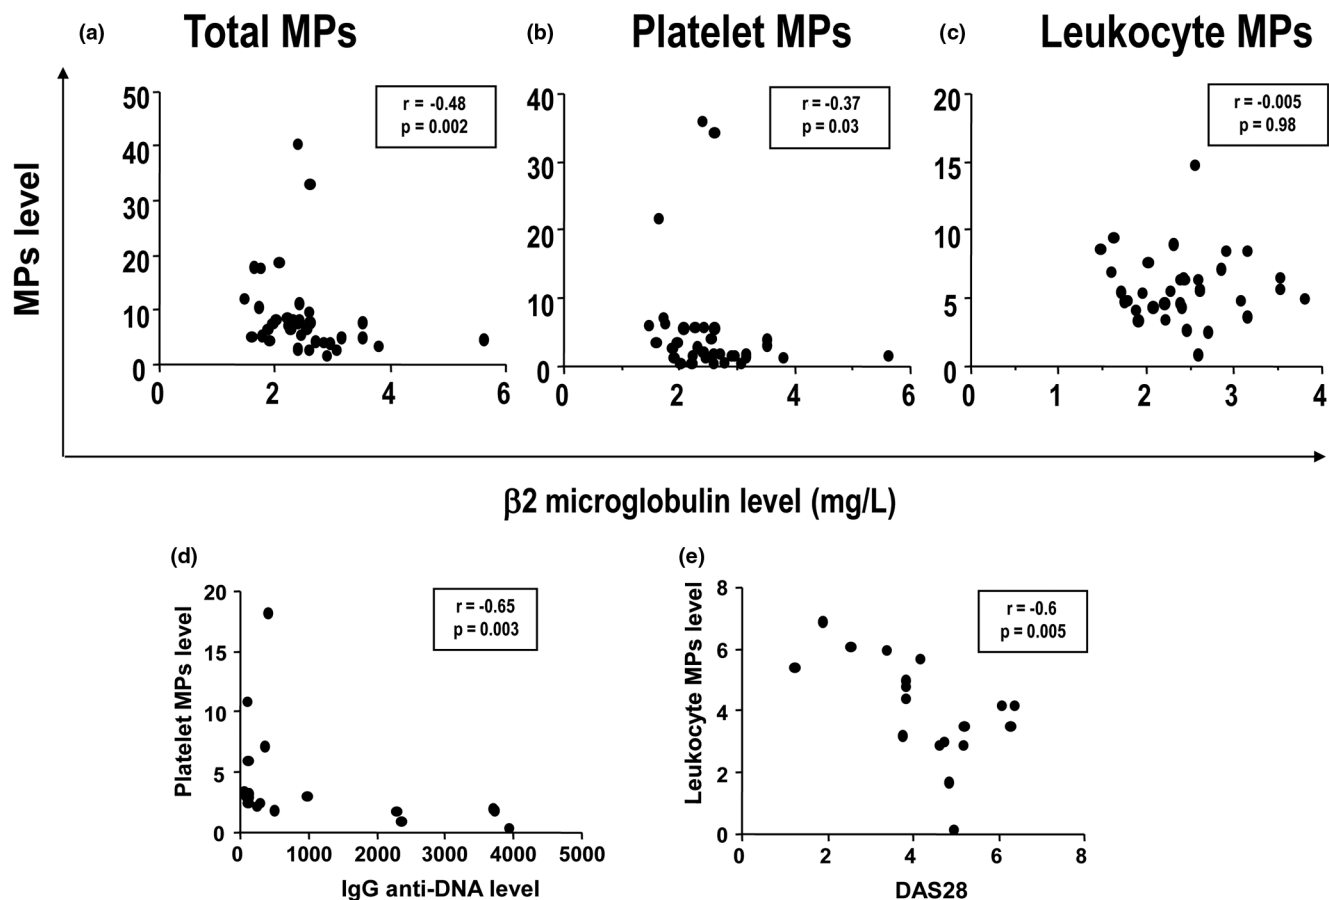 (a) Total MPs
(b) Platelet MPs
(c) Leukocyte MPs
MPs level
50
40
30
20
10
0
0 2 4 6
r = -0.48
p = 0.002
40
30
20
10
0
0 2 4 6
r = -0.37
p = 0.03
20
15
10
5
0
0 1 2 3 4
r = -0.005
p = 0.98
β2 microglobulin level (mg/L)
(d)
Platelet MPs level
20
15
10
5
0
0 1000 2000 3000 4000 5000
r = -0.65
p = 0.003
IgG anti-DNA level
(e)
Leukocyte MPs level
8
6
4
2
0
0 2 4 6 8
r = -0.6
p = 0.005
DAS28